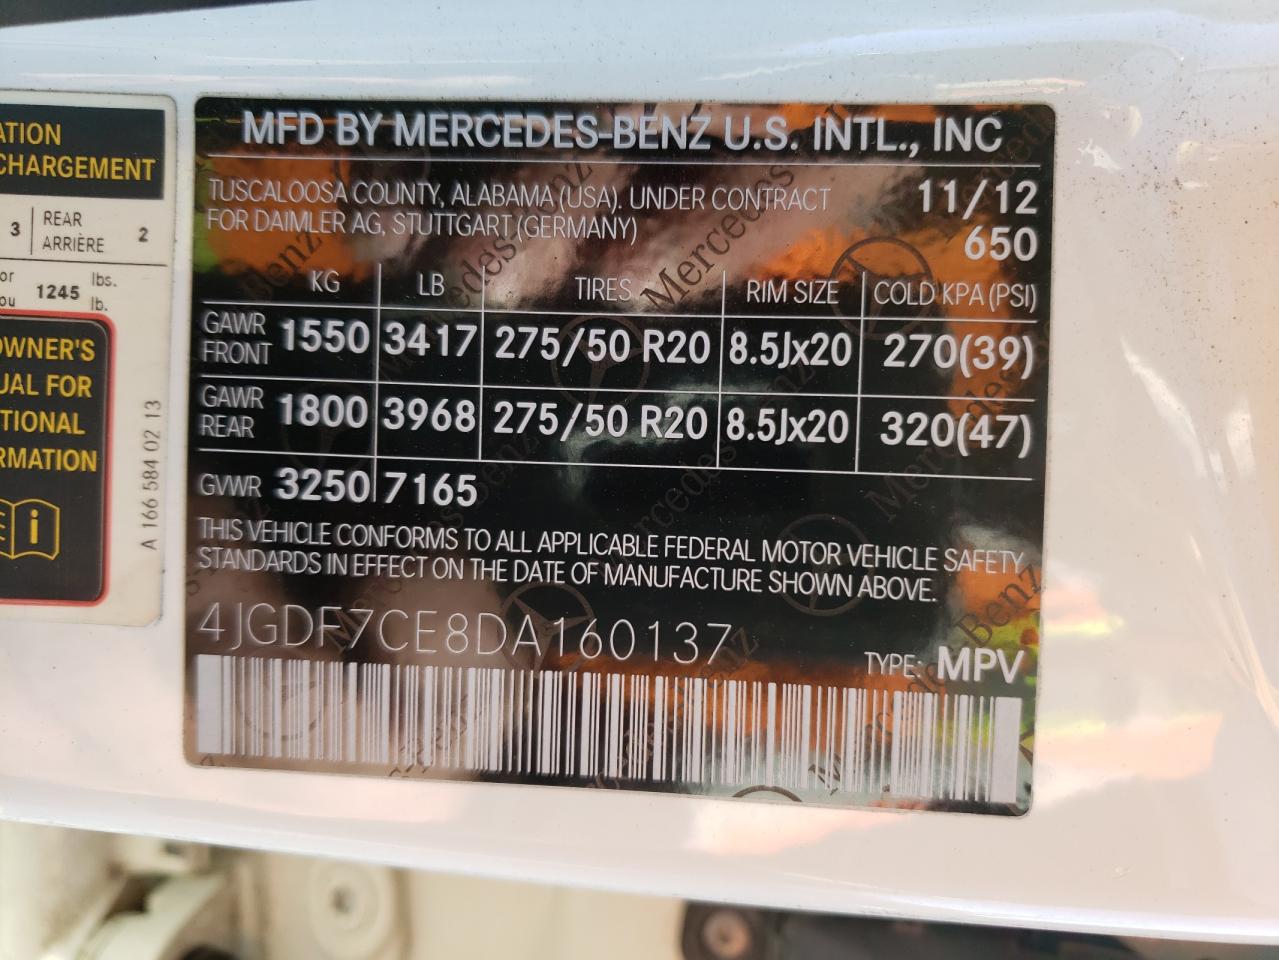 ATION
CHARGEMENT
3 REAR ARRIÈRE 2
or ou 1245 lbs. lb.
OWNER'S
UAL FOR
TIONAL
RMATION
A 166 584 02 13
MFD BY MERCEDES-BENZ U.S. INTL., INC
TUSCALOOSA COUNTY, ALABAMA (USA). UNDER CONTRACT
FOR DAIMLER AG, STUTTGART (GERMANY)
11/12
650
KG LB TIRES RIM SIZE COLD KPA (PSI)
GAWR FRONT 1550 3417 275/50 R20 8.5Jx20 270(39)
GAWR REAR 1800 3968 275/50 R20 8.5Jx20 320(47)
GVWR 3250 7165
THIS VEHICLE CONFORMS TO ALL APPLICABLE FEDERAL MOTOR VEHICLE SAFETY
STANDARDS IN EFFECT ON THE DATE OF MANUFACTURE SHOWN ABOVE.
4JGDF7CE8DA160137
TYPE: MPV